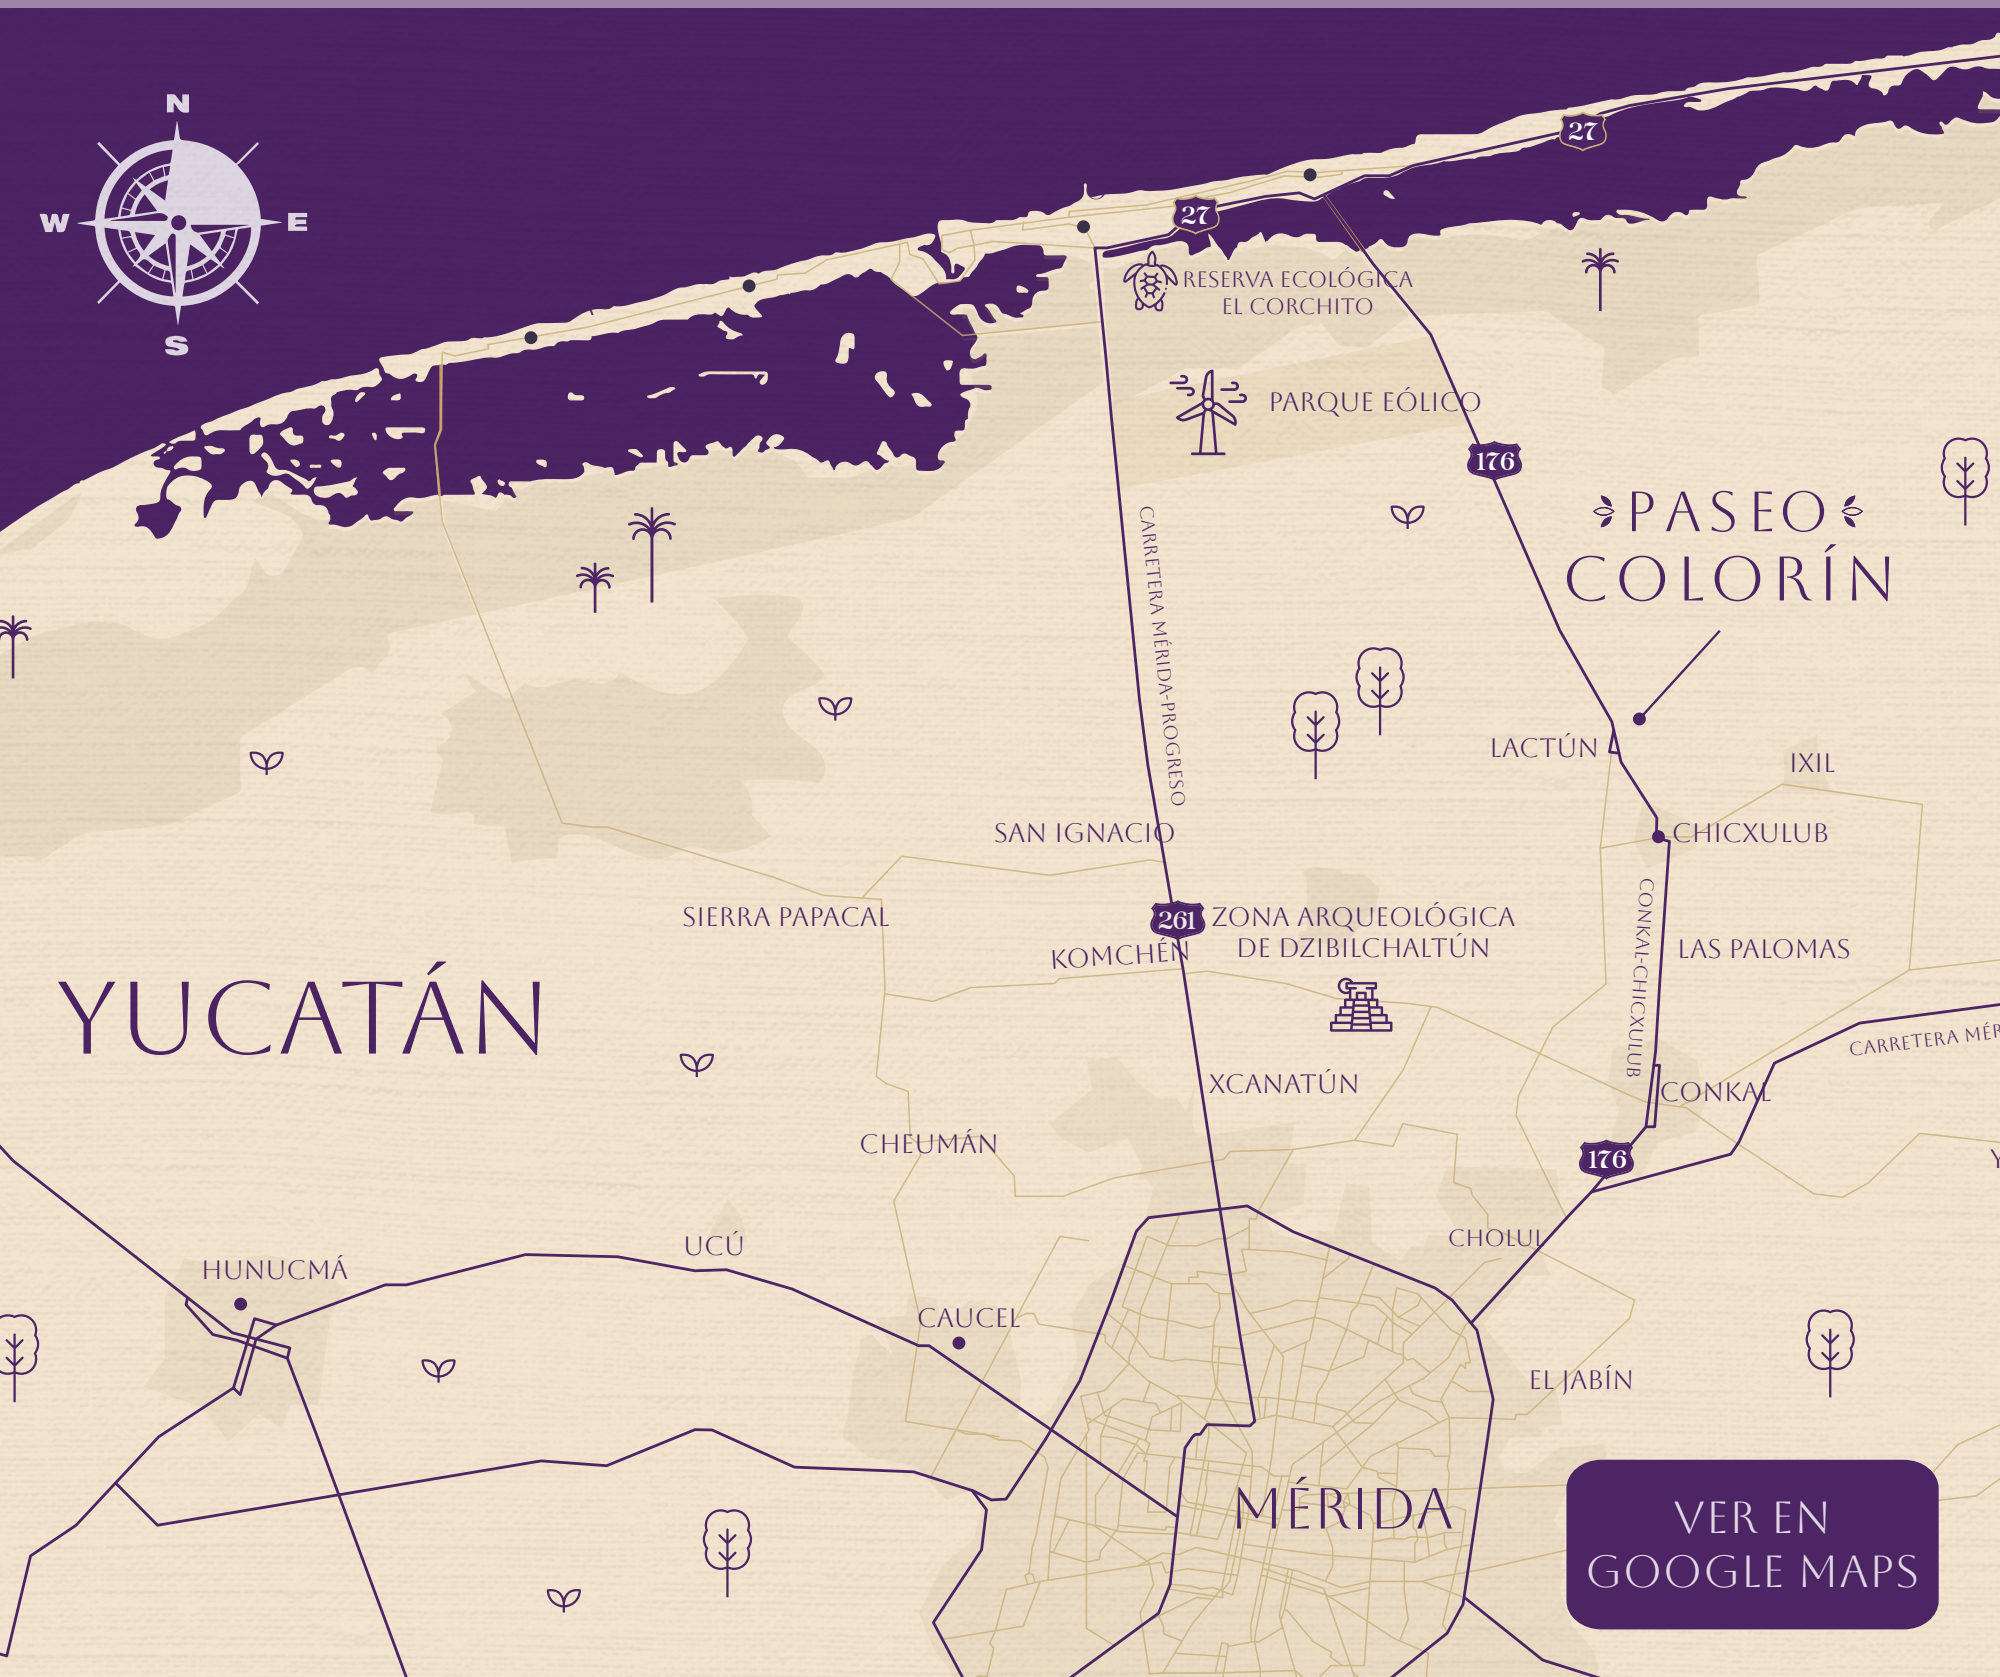 N
W
E
S
27
27
RESERVA ECOLÓGICA
EL CORCHITO
PARQUE EÓLICO
176
PASEO
COLORÍN
CARRETERA MÉRIDA-PROGRESO
LACTÚN
IXIL
SAN IGNACIO
CHICXULUB
SIERRA PAPACAL
261
ZONA ARQUEOLÓGICA
DE DZIBILCHALTÚN
KOMCHÉN
CONKAL-CHICXULUB
LAS PALOMAS
YUCATÁN
CARRETERA MÉR
XCANATÚN
CONKAL
CHEUMÁN
176
Y
UCÚ
CHOLUL
HUNUCMÁ
CAUCEL
EL JABÍN
MÉRIDA
VER EN
GOOGLE MAPS